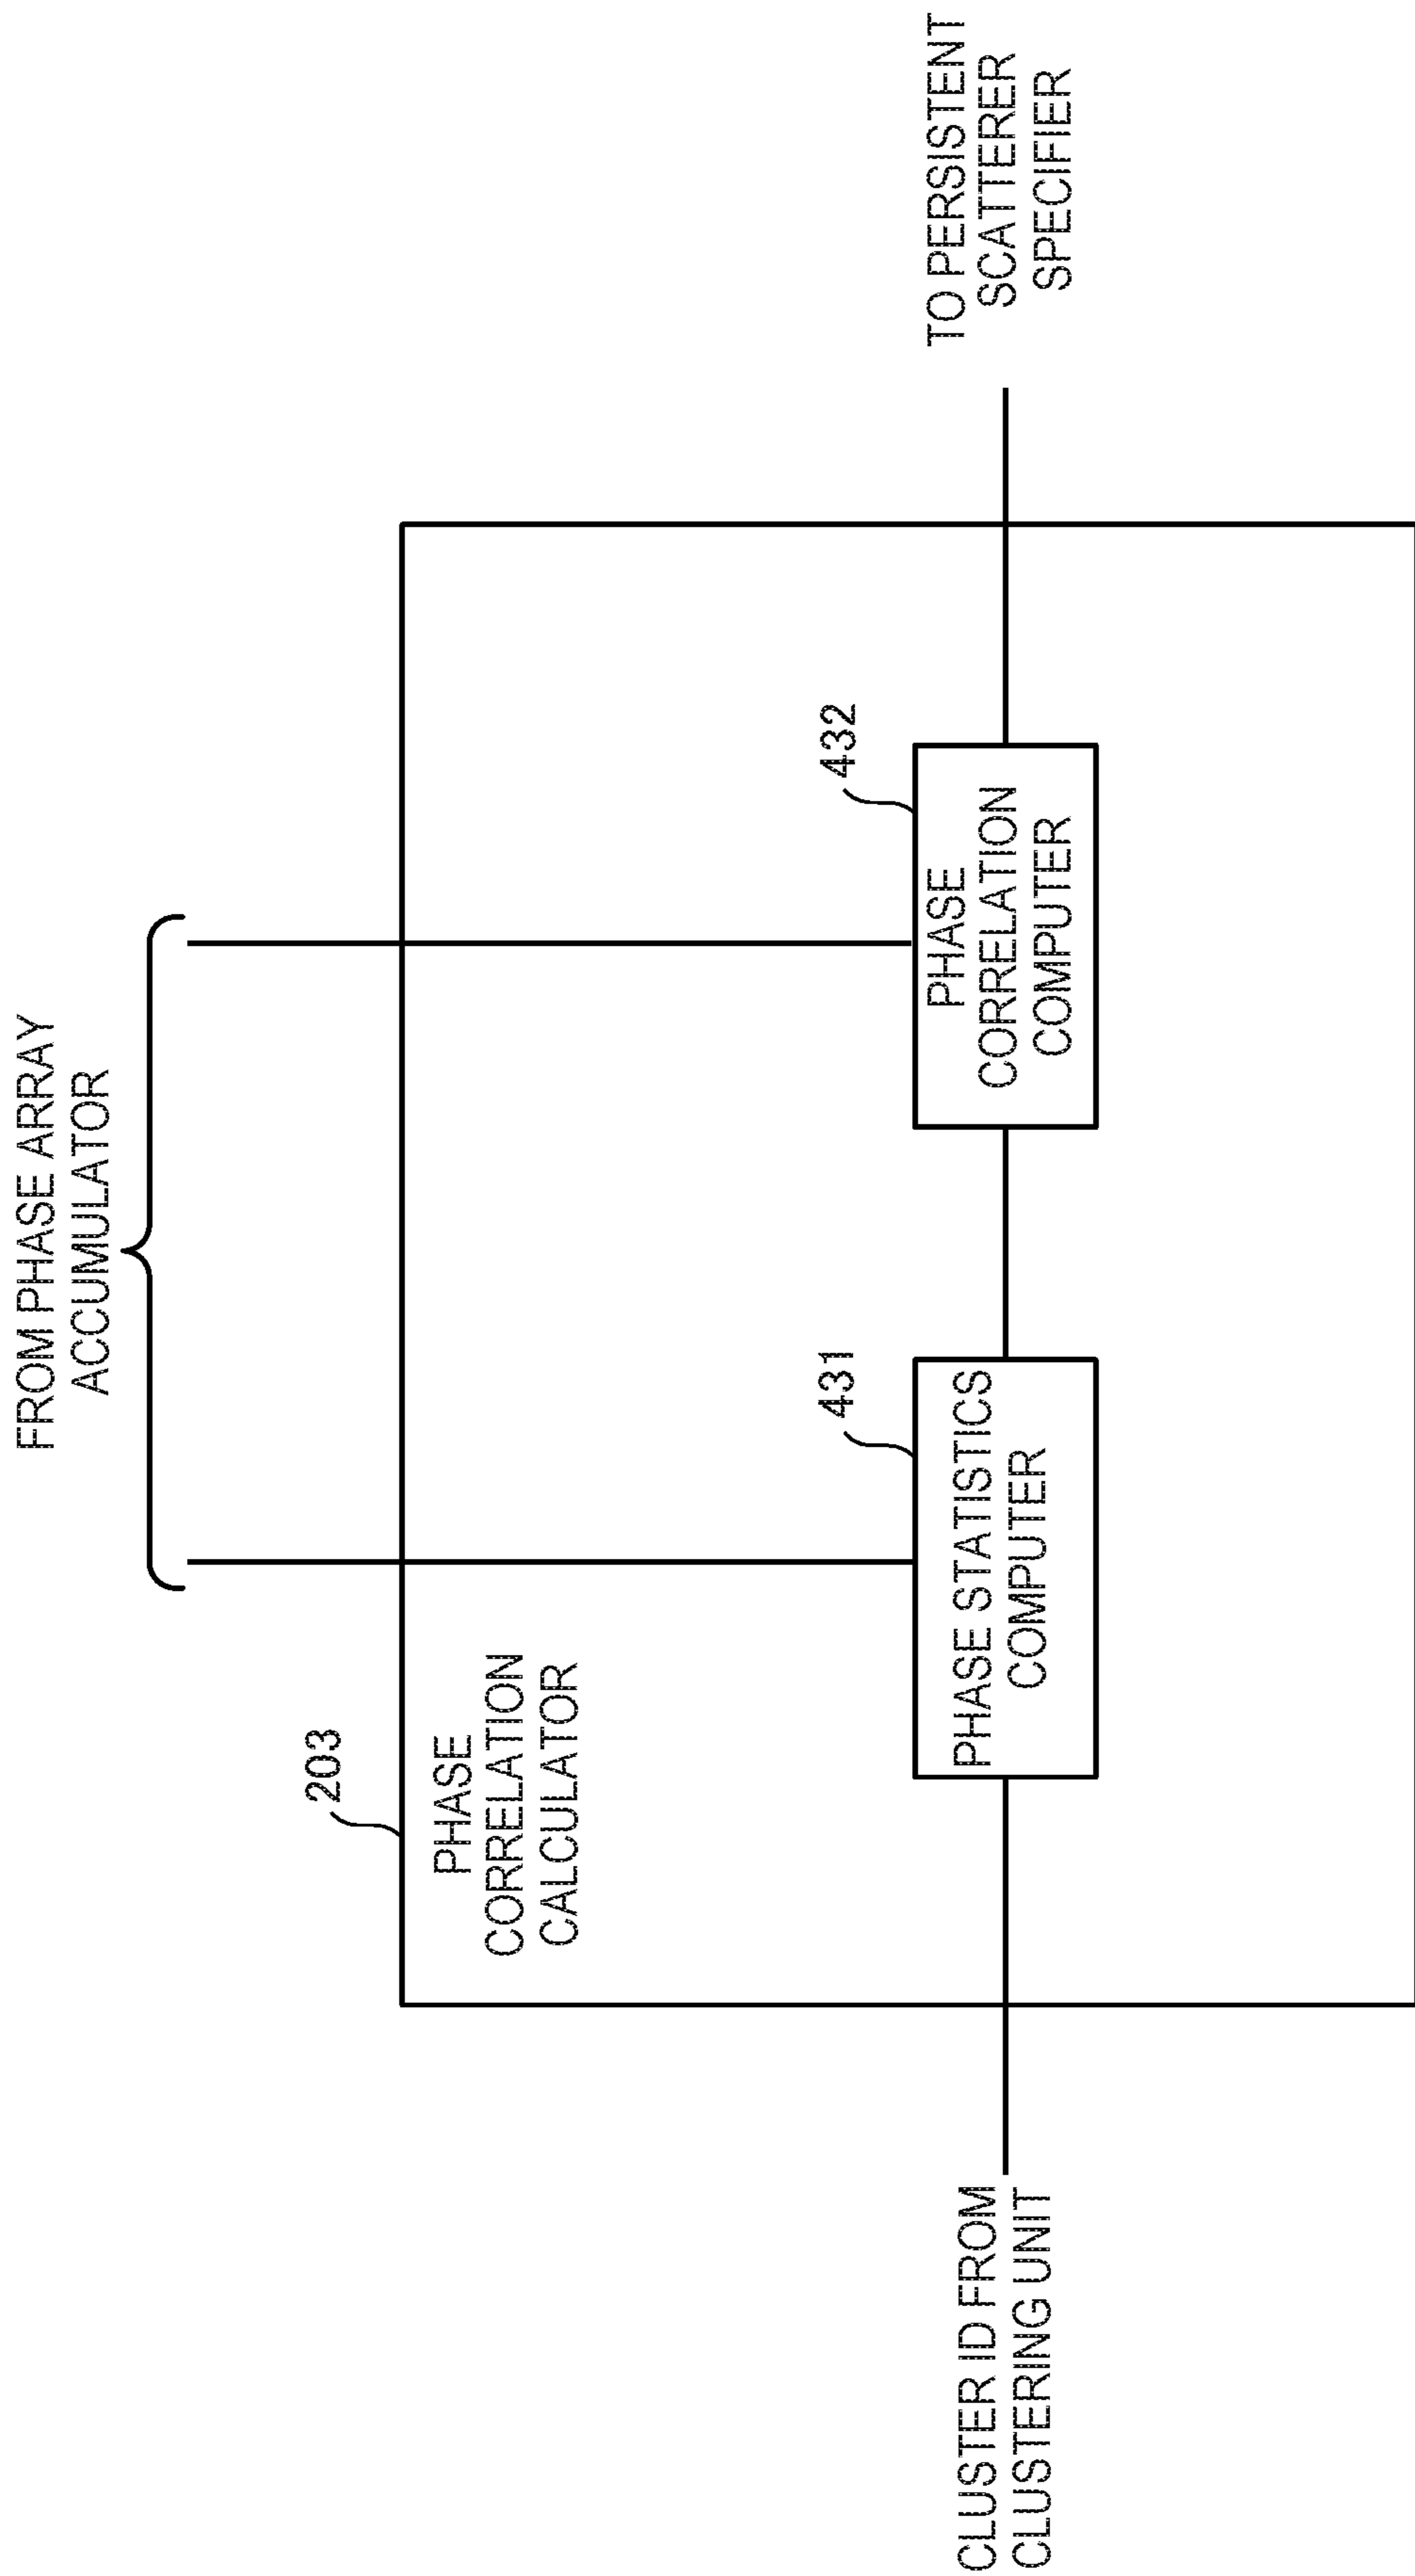 FROM PHASE ARRAY
ACCUMULATOR
203
PHASE
CORRELATION
CALCULATOR
431
432
CLUSTER ID FROM
CLUSTERING UNIT
PHASE STATISTICS
COMPUTER
PHASE
CORRELATION
COMPUTER
TO PERSISTENT
SCATTERER
SPECIFIER